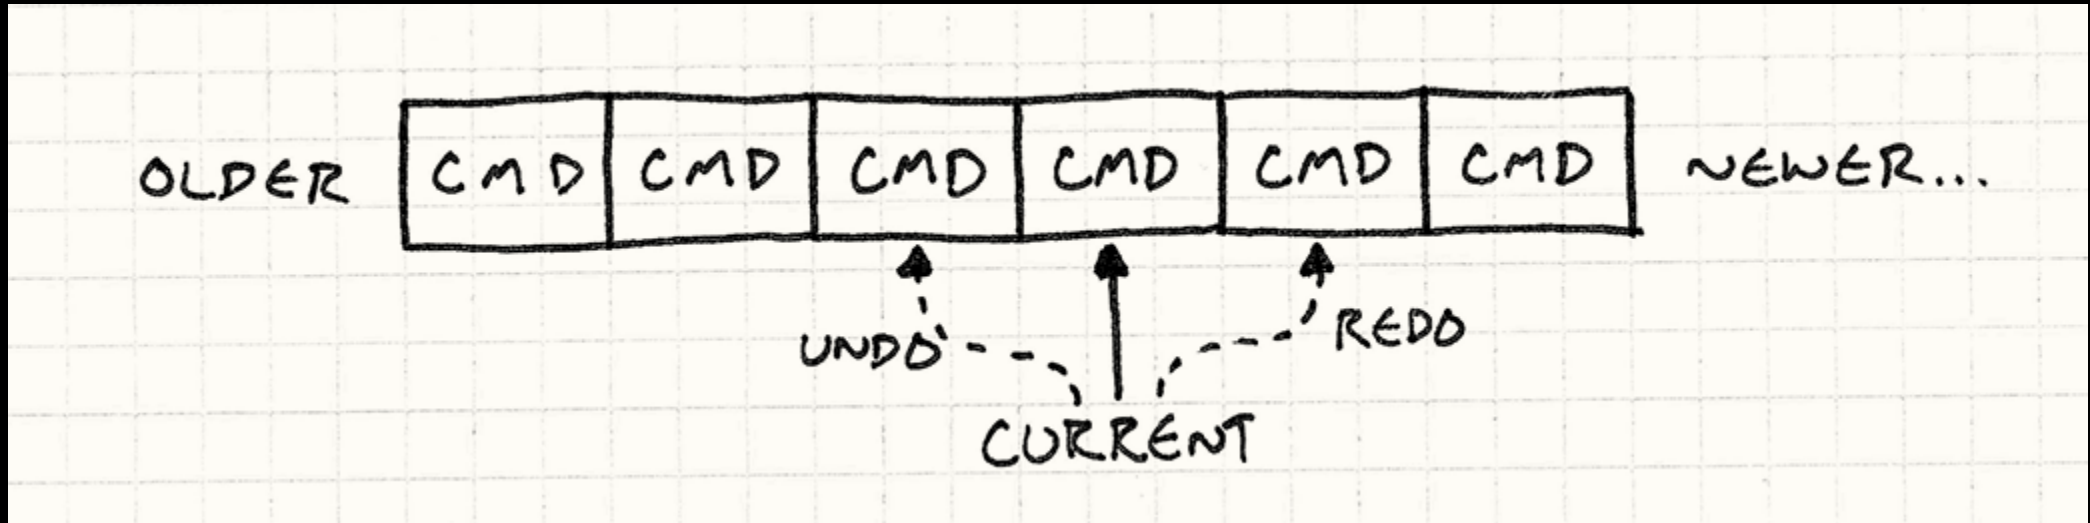 OLDER CMD CMD CMD CMD CMD CMD NEWER...
UNDO REDO
CURRENT